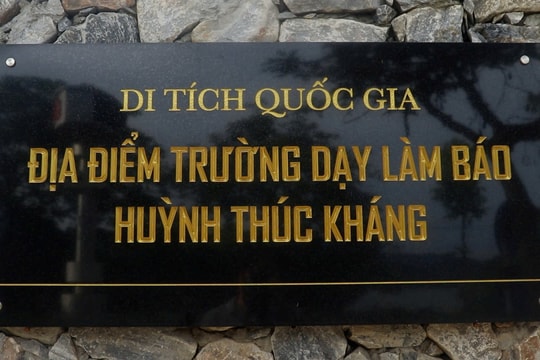 DI TÍCH QUỐC GIA
ĐỊA ĐIỂM TRƯỜNG DẠY LÀM BÁO
HUỲNH THÚC KHÁNG